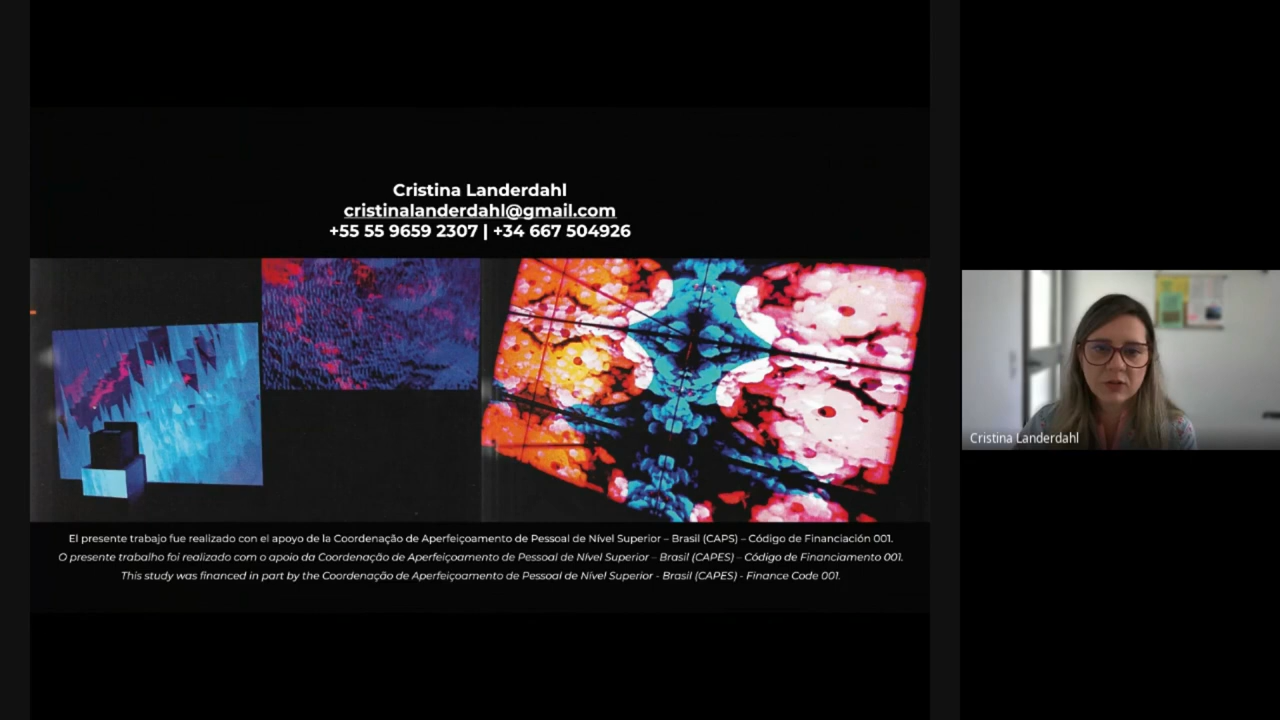 Cristina Landerdahl
cristinalanderdahl@gmail.com
+55 55 9659 2307 | +34 667 504926
El presente trabajo fue realizado con el apoyo de la Coordenação de Aperfeiçoamento de Pessoal de Nível Superior – Brasil (CAPS) – Código de Financiación 001.
O presente trabalho foi realizado com o apoio da Coordenação de Aperfeiçoamento de Pessoal de Nível Superior – Brasil (CAPES) – Código de Financiamento 001.
This study was financed in part by the Coordenação de Aperfeiçoamento de Pessoal de Nível Superior - Brasil (CAPES) - Finance Code 001.
Cristina Landerdahl